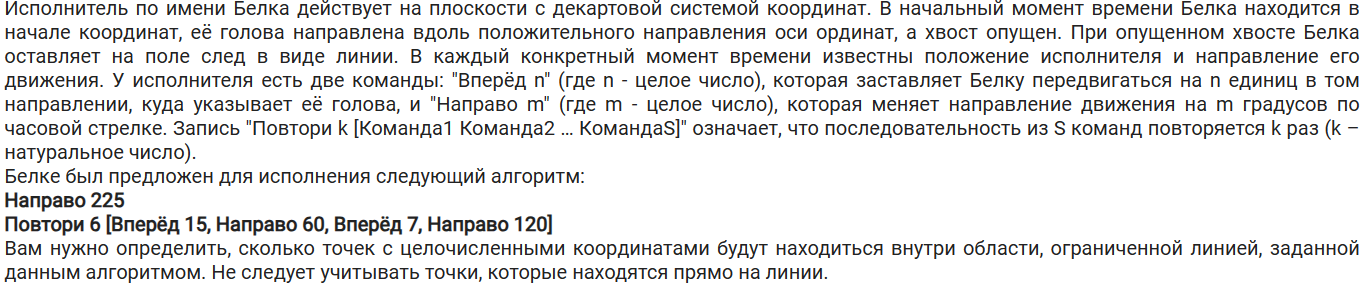 Исполнитель по имени Белка действует на плоскости с декартовой системой координат. В начальный момент времени Белка находится в
начале координат, её голова направлена вдоль положительного направления оси ординат, а хвост опущен. При опущенном хвосте Белка
оставляет на поле след в виде линии. В каждый конкретный момент времени известны положение исполнителя и направление его
движения. У исполнителя есть две команды: "Вперёд n" (где n - целое число), которая заставляет Белку передвигаться на n единиц в том
направлении, куда указывает её голова, и "Направо m" (где m - целое число), которая меняет направление движения на m градусов по
часовой стрелке. Запись "Повтори k [Команда1 Команда2 … КомандаS]" означает, что последовательность из S команд повторяется k раз (k –
натуральное число).
Белке был предложен для исполнения следующий алгоритм:
Направо 225
Повтори 6 [Вперёд 15, Направо 60, Вперёд 7, Направо 120]
Вам нужно определить, сколько точек с целочисленными координатами будут находиться внутри области, ограниченной линией, заданной
данным алгоритмом. Не следует учитывать точки, которые находятся прямо на линии.